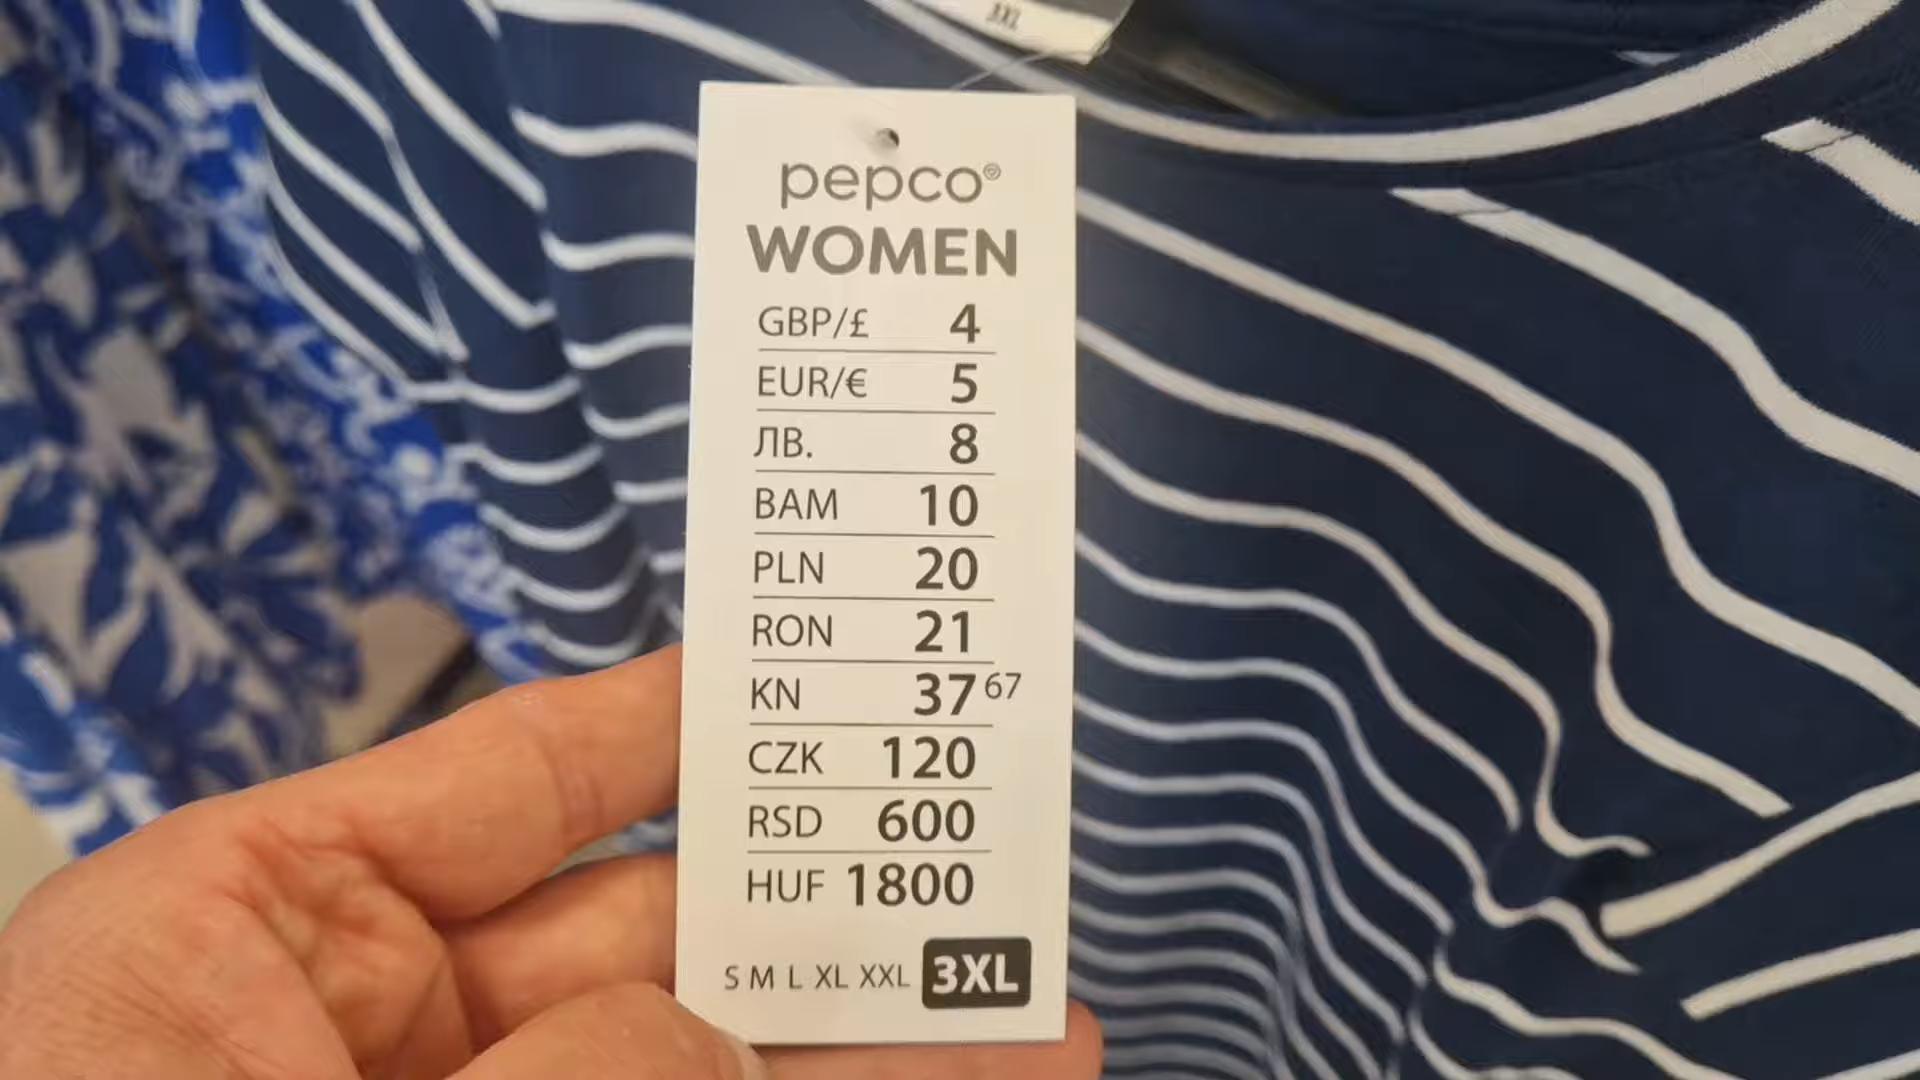 XXL
pepco®
WOMEN
GBP/£ 4
EUR/€ 5
ЛВ. 8
BAM 10
PLN 20
RON 21
KN 37 67
CZK 120
RSD 600
HUF 1800
S M L XL XXL 3XL